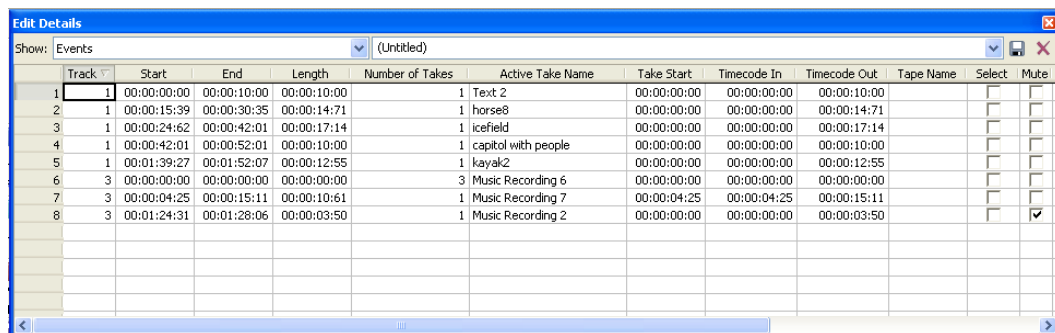 Edit Details
Show: Events (Untitled)
Track Start End Length Number of Takes Active Take Name Take Start Timecode In Timecode Out Tape Name Select Mute
1 1 00:00:00:00 00:00:10:00 00:00:10:00 1 Text 2 00:00:00:00 00:00:00:00 00:00:10:00
2 1 00:00:15:39 00:00:30:35 00:00:14:71 1 horse8 00:00:00:00 00:00:00:00 00:00:14:71
3 1 00:00:24:62 00:00:42:01 00:00:17:14 1 icefield 00:00:00:00 00:00:00:00 00:00:17:14
4 1 00:00:42:01 00:00:52:01 00:00:10:00 1 capitol with people 00:00:00:00 00:00:00:00 00:00:10:00
5 1 00:01:39:27 00:01:52:07 00:00:12:55 1 kayak2 00:00:00:00 00:00:00:00 00:00:12:55
6 3 00:00:00:00 00:00:00:00 00:00:00:00 3 Music Recording 6 00:00:00:00 00:00:00:00 00:00:00:00
7 3 00:00:04:25 00:00:15:11 00:00:10:61 1 Music Recording 7 00:00:04:25 00:00:04:25 00:00:15:11
8 3 00:01:24:31 00:01:28:06 00:00:03:50 1 Music Recording 2 00:00:00:00 00:00:00:00 00:00:03:50